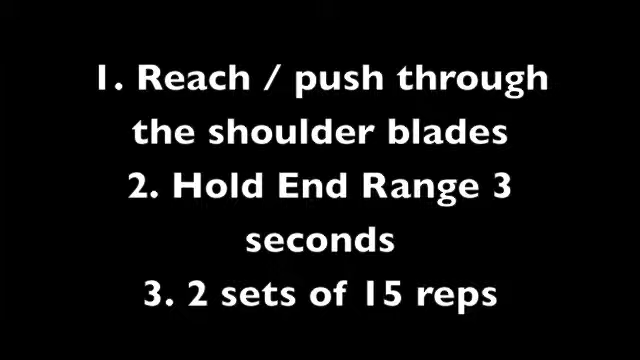 1. Reach / push through
the shoulder blades
2. Hold End Range 3
seconds
3. 2 sets of 15 reps